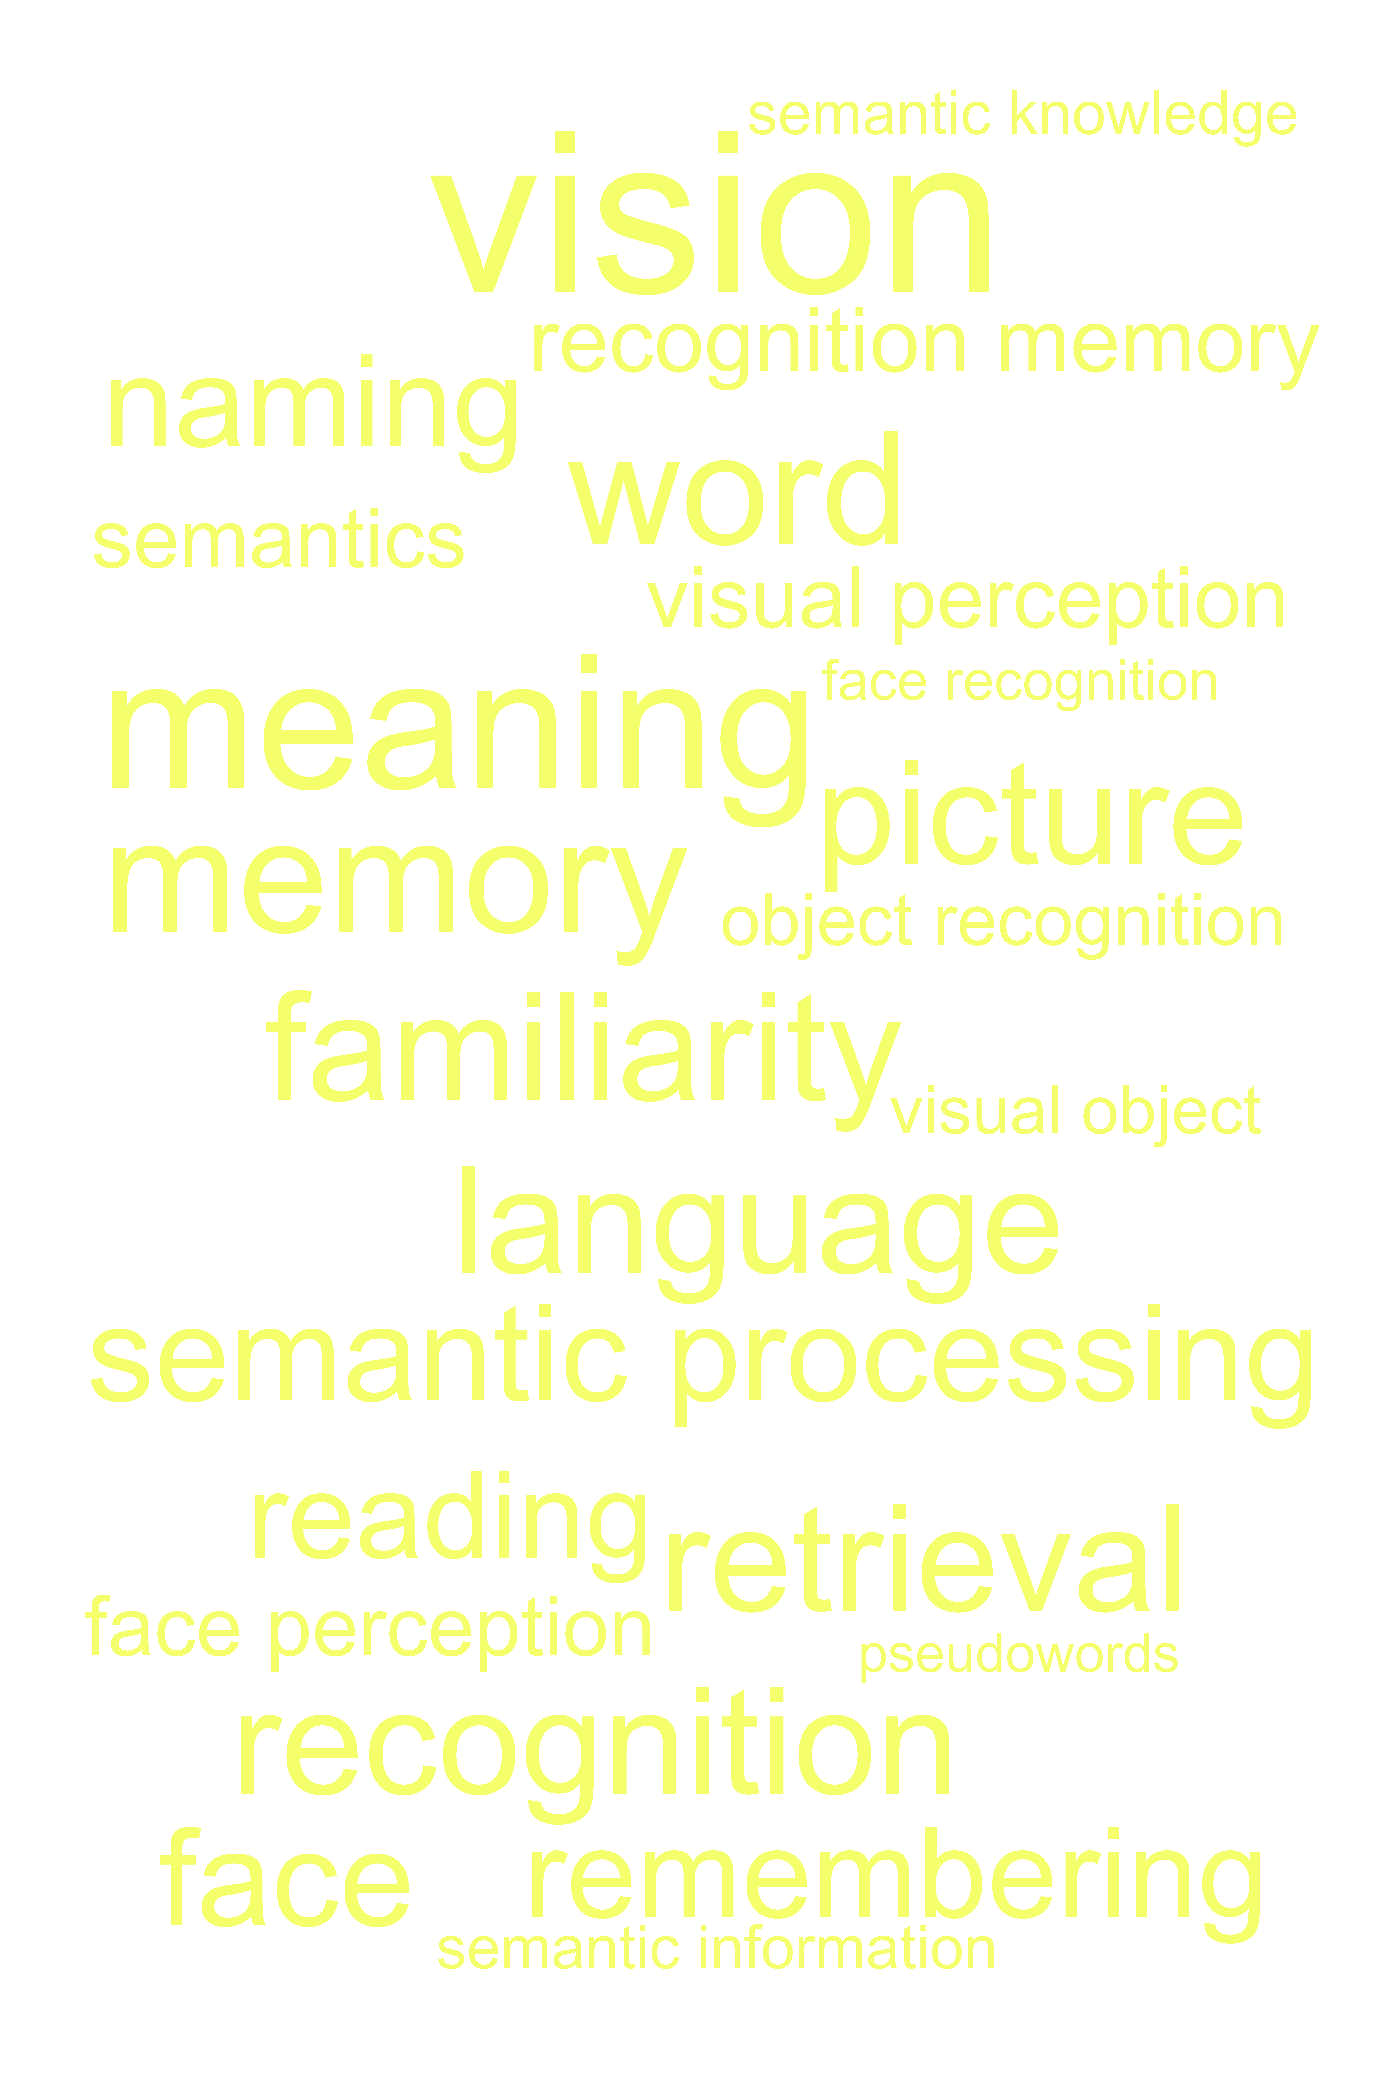 semantic knowledge
vision
recognition memory
naming
word
semantics
visual perception
face recognition
meaning
picture
memory
object recognition
familiarity
visual object
language
semantic processing
reading
retrieval
face perception
pseudowords
recognition
face
remembering
semantic information